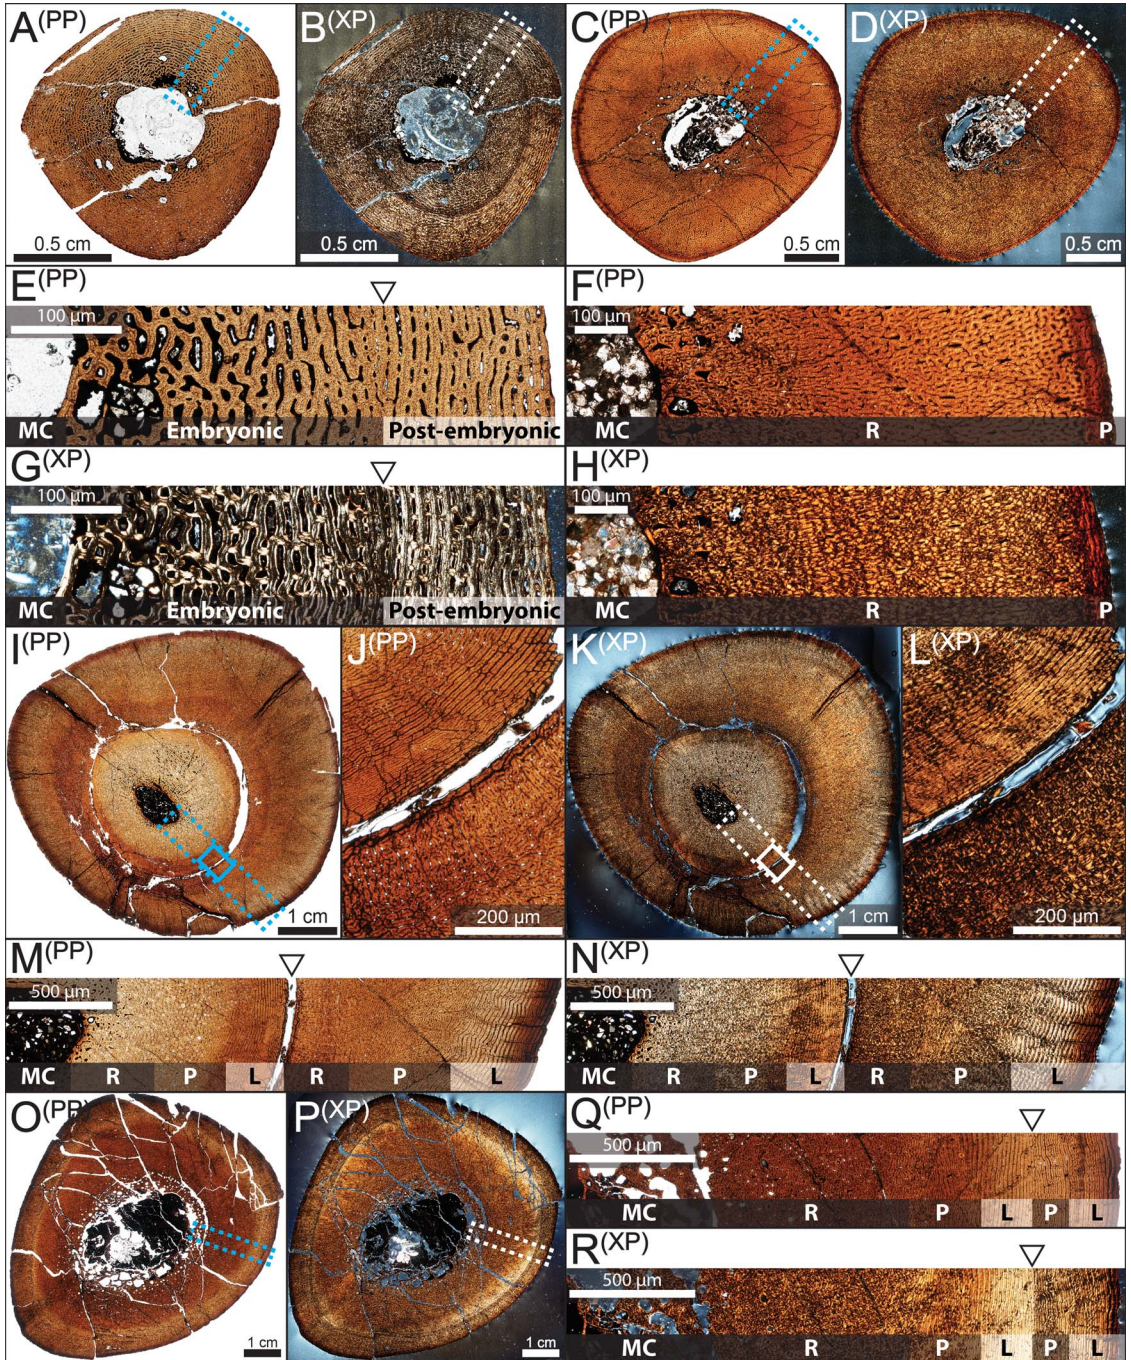 A(PP)
B(XP)
C(PP)
D(XP)
0.5 cm
0.5 cm
0.5 cm
0.5 cm
E(PP)
100 µm
MC Embryonic Post-embryonic
F(PP)
100 µm
MC R P
G(XP)
100 µm
MC Embryonic Post-embryonic
H(XP)
100 µm
MC R P
I(PP)
1 cm
J(PP)
200 µm
K(XP)
1 cm
L(XP)
200 µm
M(PP)
500 µm
MC R P L R P L
N(XP)
500 µm
MC R P L R P L
O(PP)
1 cm
P(XP)
1 cm
Q(PP)
500 µm
MC R P L P L
R(XP)
500 µm
MC R P L P L